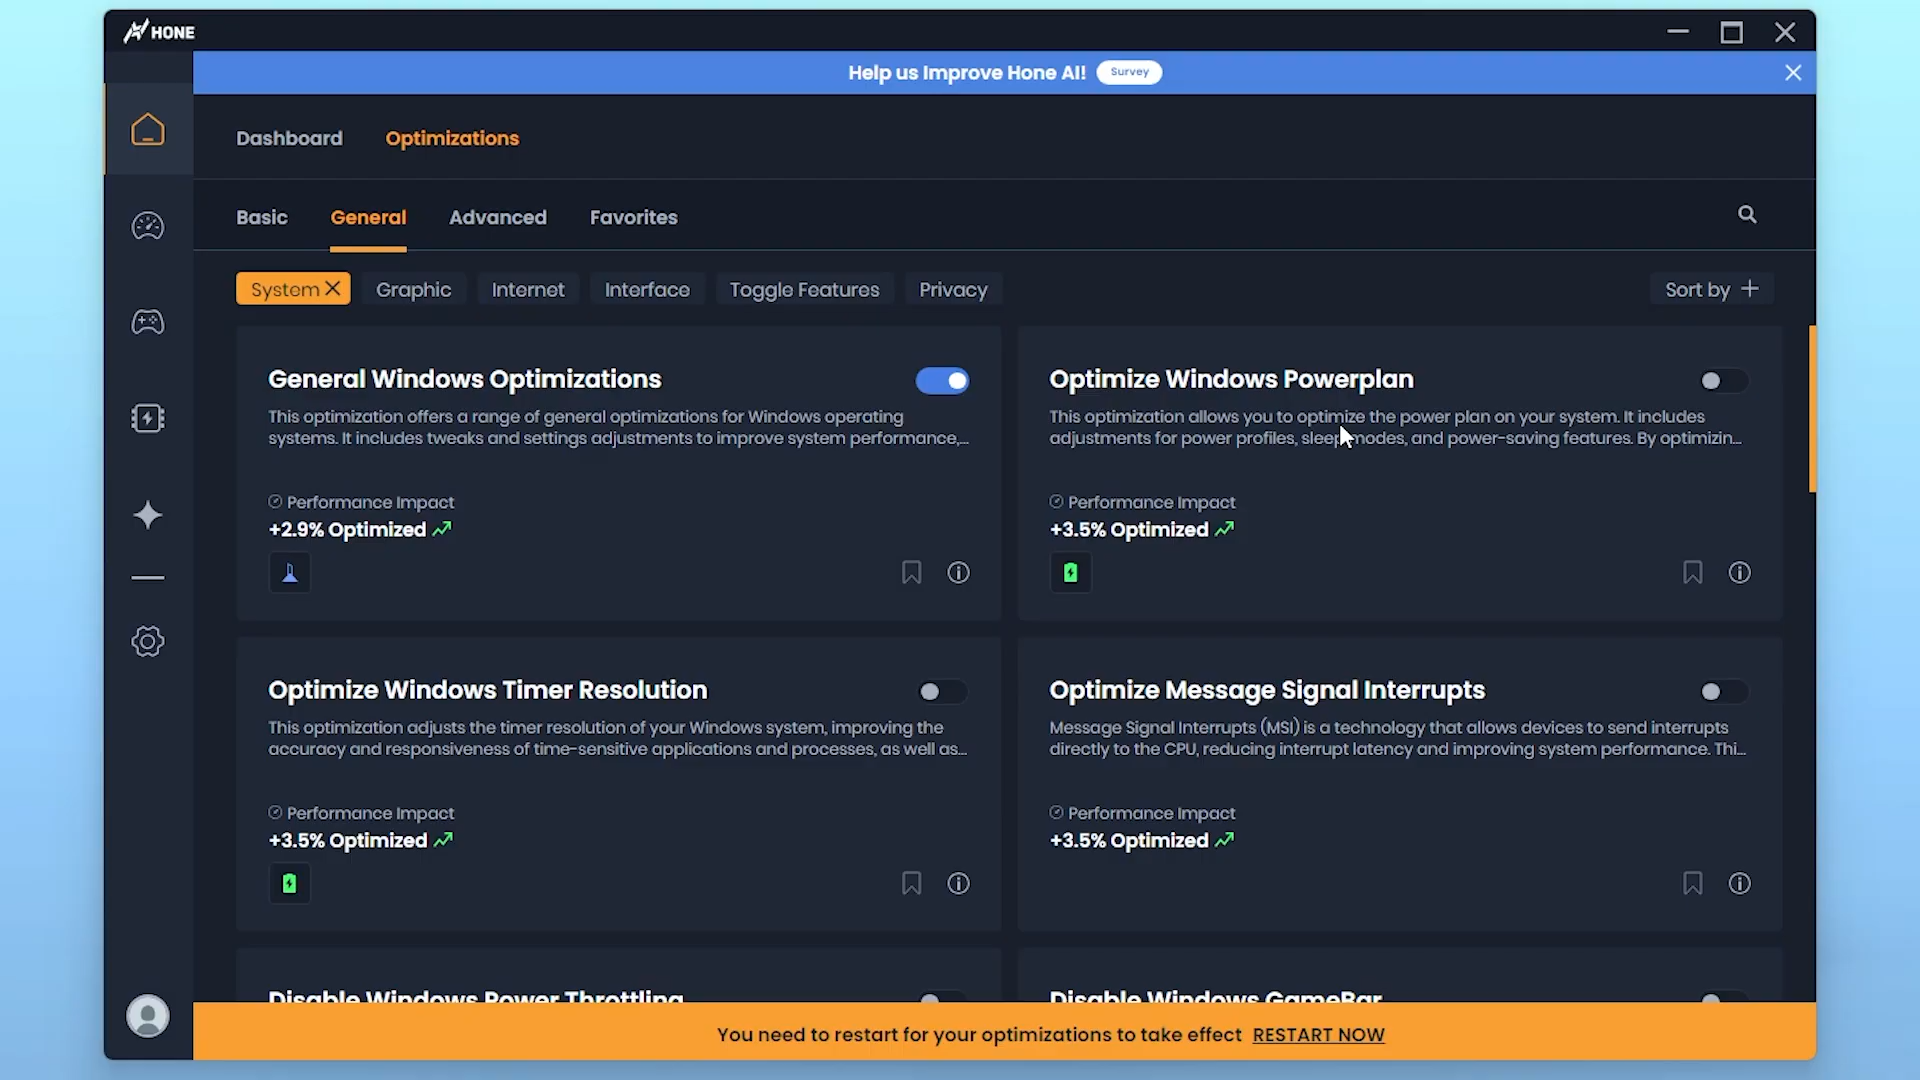 HONE
Help us Improve Hone AI! Survey
Dashboard Optimizations
Basic General Advanced Favorites
System Graphic Internet Interface Toggle Features Privacy Sort by
General Windows Optimizations
This optimization offers a range of general optimizations for Windows operating
systems. It includes tweaks and settings adjustments to improve system performance,...
Performance Impact
+2.9% Optimized
Optimize Windows Powerplan
This optimization allows you to optimize the power plan on your system. It includes
adjustments for power profiles, sleep modes, and power-saving features. By optimizin...
Performance Impact
+3.5% Optimized
Optimize Windows Timer Resolution
This optimization adjusts the timer resolution of your Windows system, improving the
accuracy and responsiveness of time-sensitive applications and processes, as well as...
Performance Impact
+3.5% Optimized
Optimize Message Signal Interrupts
Message Signal Interrupts (MSI) is a technology that allows devices to send interrupts
directly to the CPU, reducing interrupt latency and improving system performance. Thi...
Performance Impact
+3.5% Optimized
Disable Windows Power Throttling
Disable Windows GameBar
You need to restart for your optimizations to take effect RESTART NOW